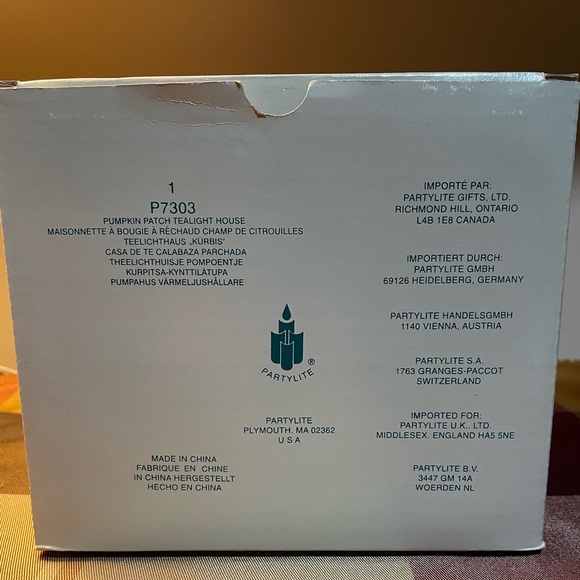 1
P7303
PUMPKIN PATCH TEALIGHT HOUSE
MAISONNETTE À BOUGIE À RÉCHAUD CHAMP DE CITROUILLES
TEELICHTHAUS „KURBIS"
CASA DE TE CALABAZA PARCHADA
THEELICHTHUISJE POMPOENTJE
KURPITSA-KYNTTILÄTUPA
PUMPAHUS VÄRMELJUSHÅLLARE
IMPORTÉ PAR:
PARTYLITE GIFTS, LTD.
RICHMOND HILL, ONTARIO
L4B 1E8 CANADA
IMPORTIERT DURCH:
PARTYLITE GMBH
69126 HEIDELBERG, GERMANY
PARTYLITE HANDELSGMBH
1140 VIENNA, AUSTRIA
PARTYLITE S.A.
1763 GRANGES-PACCOT
SWITZERLAND
IMPORTED FOR:
PARTYLITE U.K., LTD.
MIDDLESEX, ENGLAND HA5 5NE
PARTYLITE B.V.
3447 GM 14A
WOERDEN NL
PARTYLITE®
PARTYLITE
PLYMOUTH, MA 02362
U S A
MADE IN CHINA
FABRIQUE EN CHINE
IN CHINA HERGESTELLT
HECHO EN CHINA